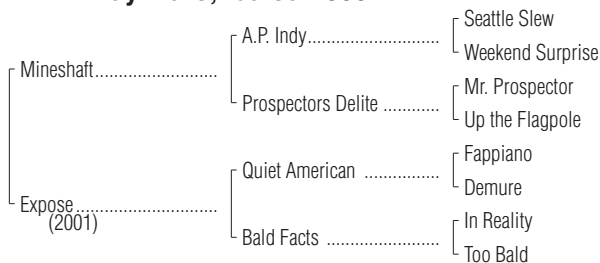 Seattle Slew
A.P. Indy..................................
Weekend Surprise
Mineshaft...............................
Mr. Prospector
Prospectors Delite ..............
Up the Flagpole
Fappiano
Quiet American ...................
Demure
Expose....................................
(2001)
In Reality
Bald Facts ............................
Too Bald